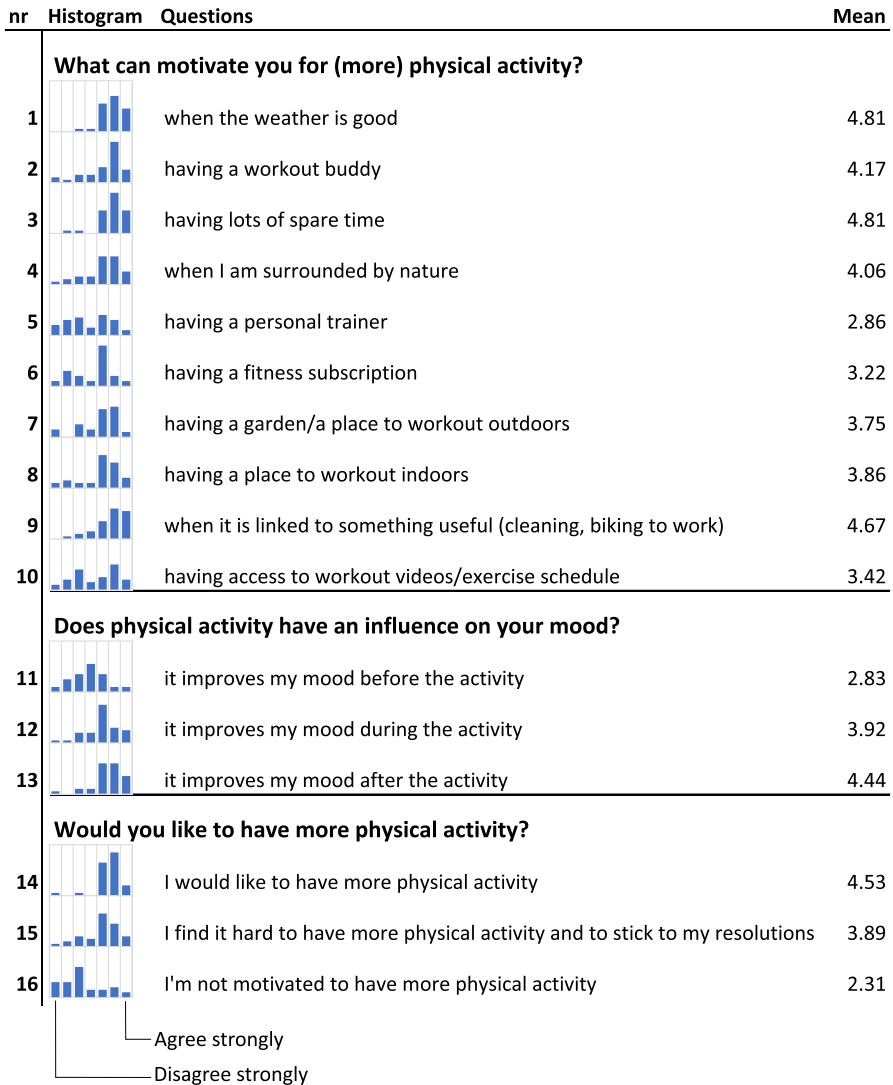 nr Histogram Questions Mean
What can motivate you for (more) physical activity?
1 when the weather is good 4.81
2 having a workout buddy 4.17
3 having lots of spare time 4.81
4 when I am surrounded by nature 4.06
5 having a personal trainer 2.86
6 having a fitness subscription 3.22
7 having a garden/a place to workout outdoors 3.75
8 having a place to workout indoors 3.86
9 when it is linked to something useful (cleaning, biking to work) 4.67
10 having access to workout videos/exercise schedule 3.42
Does physical activity have an influence on your mood?
11 it improves my mood before the activity 2.83
12 it improves my mood during the activity 3.92
13 it improves my mood after the activity 4.44
Would you like to have more physical activity?
14 I would like to have more physical activity 4.53
15 I find it hard to have more physical activity and to stick to my resolutions 3.89
16 I'm not motivated to have more physical activity 2.31
Agree strongly
Disagree strongly